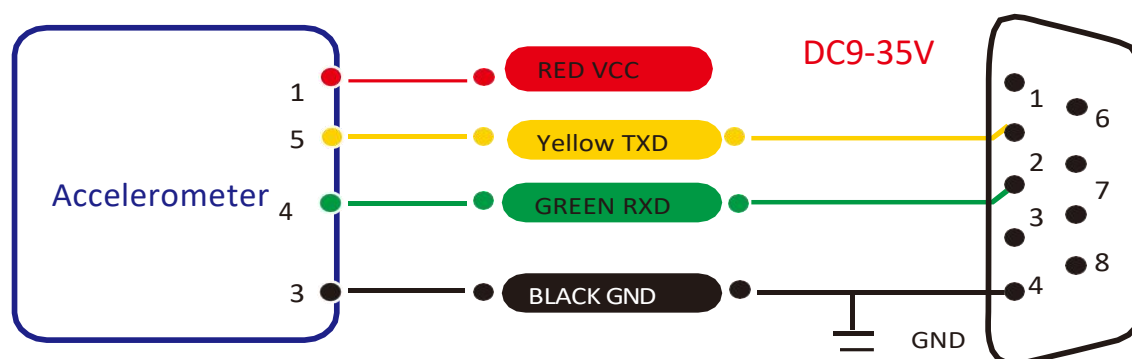 DC9-35V
RED VCC
1
1
6
5
Yellow TXD
2
Accelerometer
4
GREEN RXD
7
3
8
3
BLACK GND
4
GND